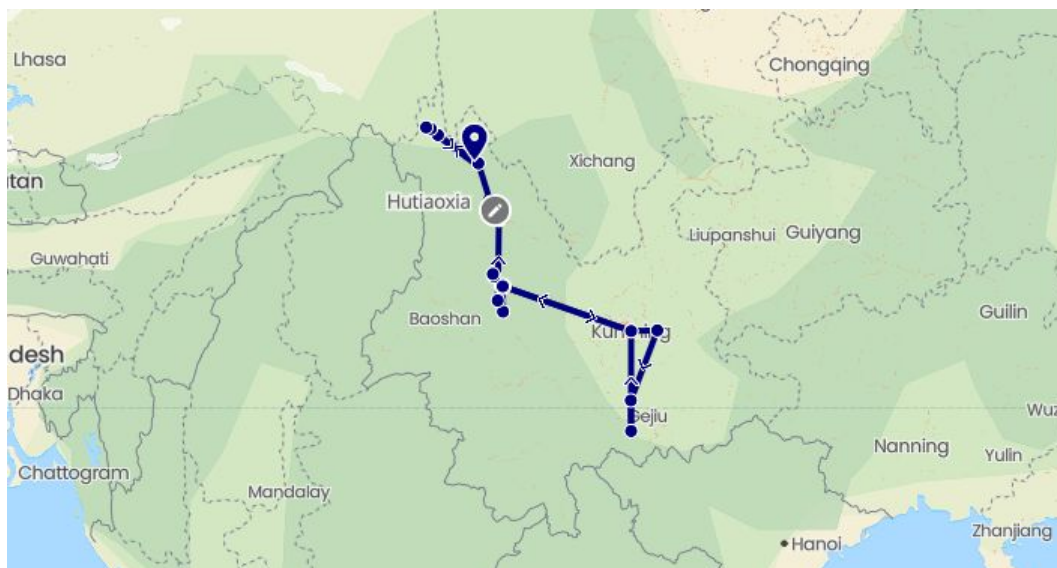 Lhasa
Chongqing
Xichang
tan
Hutiaoxia
Liupanshui
Guiyang
Guwahati
Baoshan
Guilin
Kunming
desh
Dhaka
Gejiu
Wuz
Nanning
Yulin
Chattogram
Mandalay
Zhanjiang
Hanoi